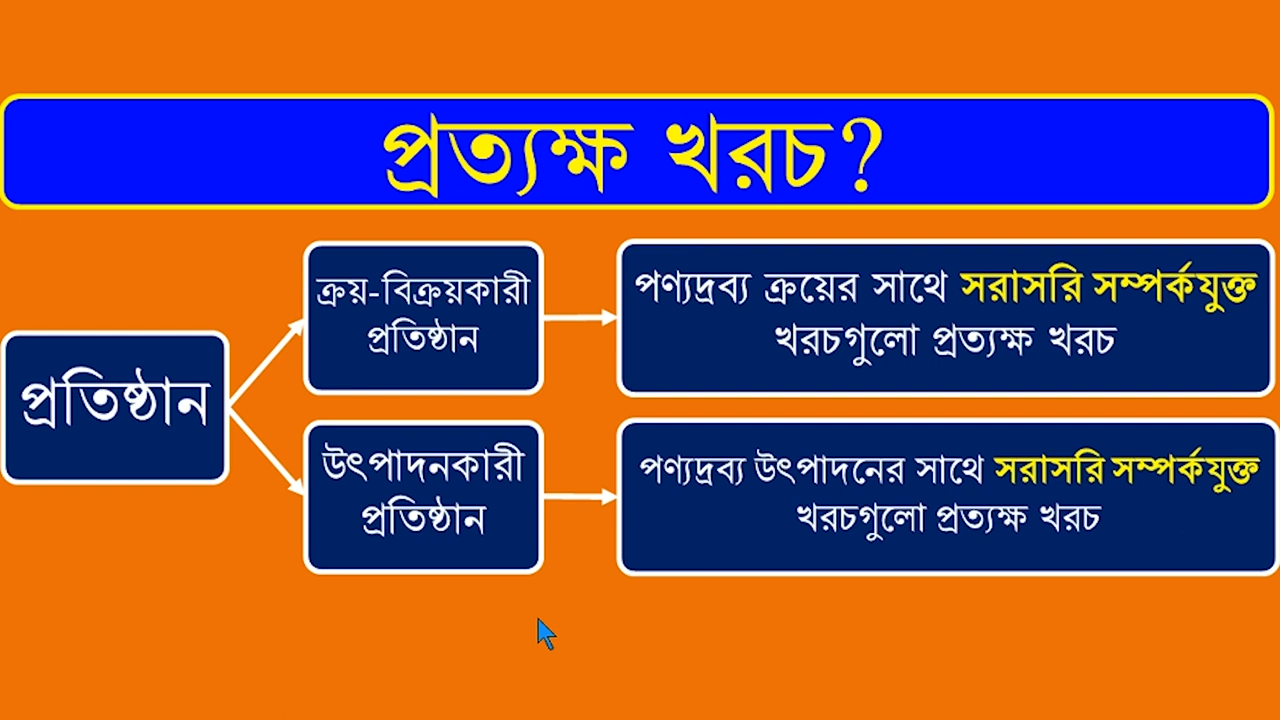 প্রত্যক্ষ খরচ?
প্রতিষ্ঠান
ক্রয়-বিক্রয়কারী
প্রতিষ্ঠান
পণ্যদ্রব্য ক্রয়ের সাথে সরাসরি সম্পর্কযুক্ত
খরচগুলো প্রত্যক্ষ খরচ
উৎপাদনকারী
প্রতিষ্ঠান
পণ্যদ্রব্য উৎপাদনের সাথে সরাসরি সম্পর্কযুক্ত
খরচগুলো প্রত্যক্ষ খরচ